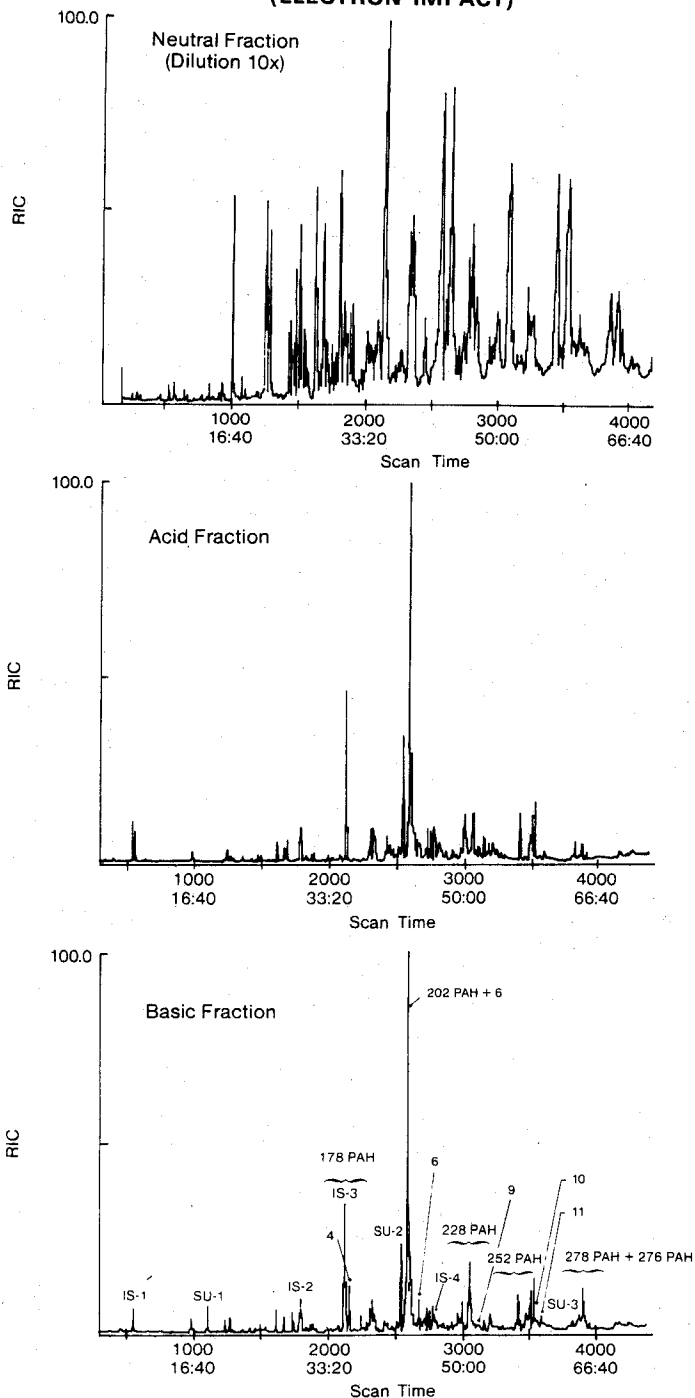 (ELECTRON IMPACT)
100.0
Neutral Fraction
(Dilution 10x)
RIC
1000 2000 3000 4000
16:40 33:20 50:00 66:40
Scan Time
100.0
Acid Fraction
RIC
1000 2000 3000 4000
16:40 33:20 50:00 66:40
Scan Time
100.0
202 PAH + 6
Basic Fraction
RIC
178 PAH
6
9
10
IS-3
11
4
SU-2
228 PAH
252 PAH
278 PAH + 276 PAH
IS-4
IS-1
SU-1
IS-2
SU-3
1000 2000 3000 4000
16:40 33:20 50:00 66:40
Scan Time